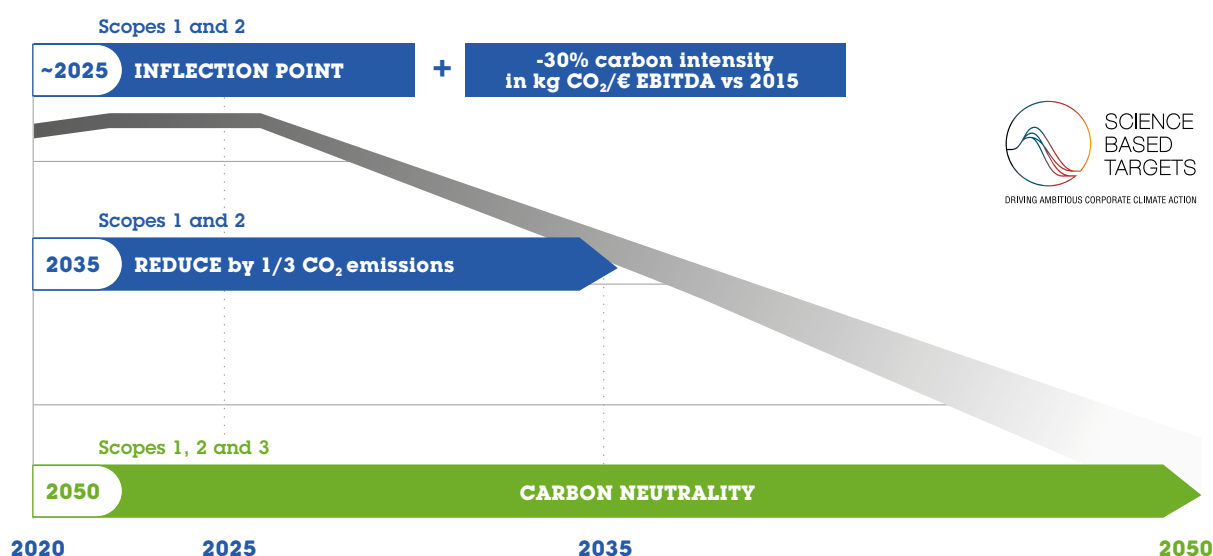 Scopes 1 and 2
~2025 INFLECTION POINT + -30% carbon intensity
in kg CO₂/€ EBITDA vs 2015
SCIENCE
BASED
TARGETS
DRIVING AMBITIOUS CORPORATE CLIMATE ACTION
Scopes 1 and 2
2035 REDUCE by 1/3 CO₂ emissions
Scopes 1, 2 and 3
2050 CARBON NEUTRALITY
2020 2025 2035 2050